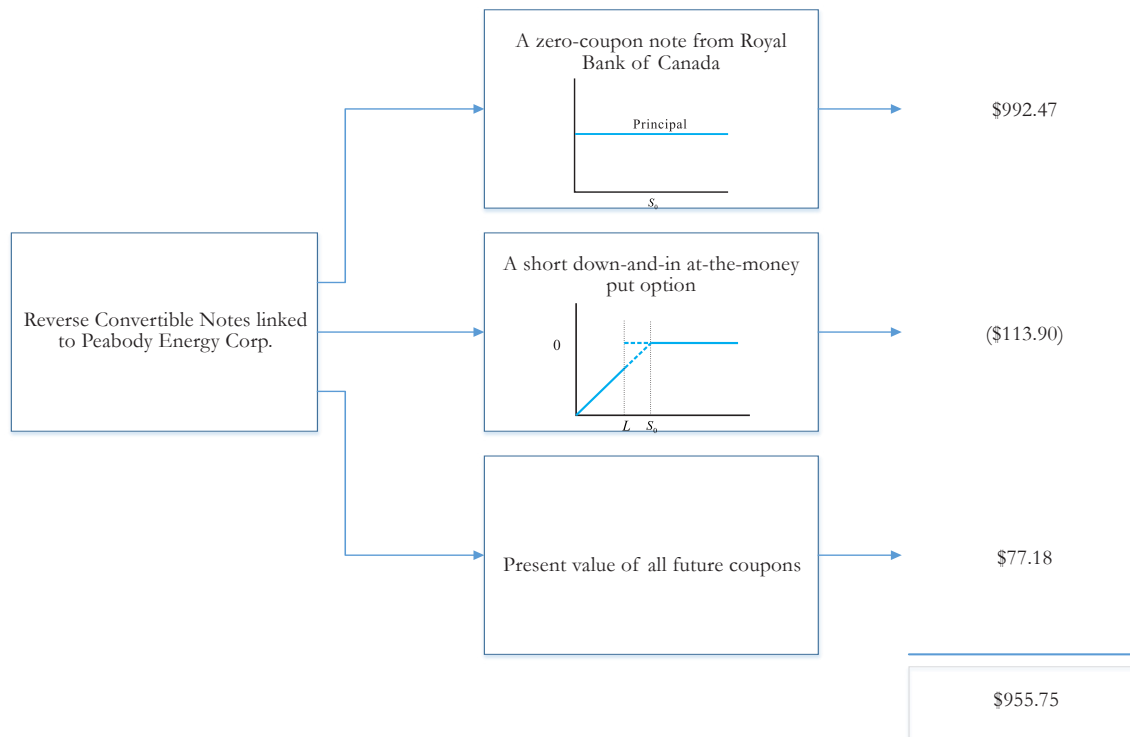 A zero-coupon note from Royal
Bank of Canada
Principal
S₀
$992.47
Reverse Convertible Notes linked
to Peabody Energy Corp.
A short down-and-in at-the-money
put option
0
L S₀
($113.90)
Present value of all future coupons
$77.18
$955.75